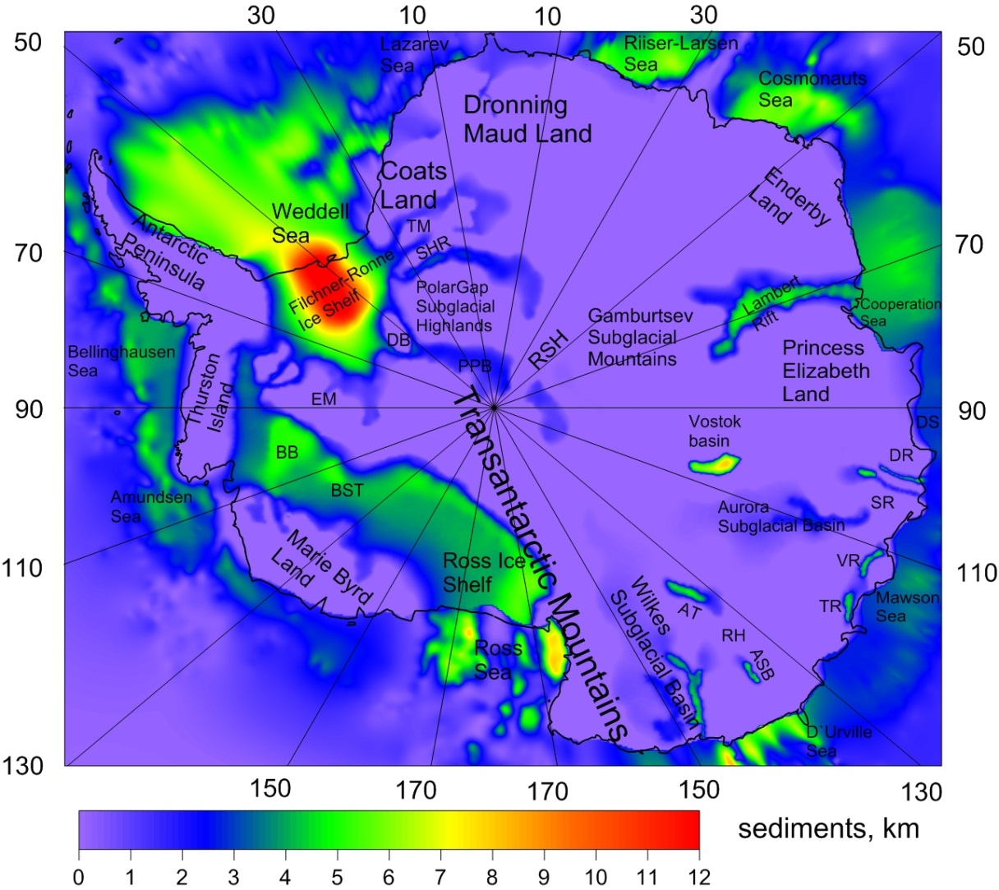 30 10 10 30
50 50
Lazarev
Sea
Riiser-Larsen
Sea
Cosmonauts
Sea
Dronning
Maud Land
Coats
Land
Enderby
Land
Weddell
Sea
TM
SHR
Antarctic
Peninsula
70 70
Filchner-Ronne
Ice Shelf
PolarGap
Subglacial
Highlands
Lambert
Rift
Cooperation
Sea
Gamburtsev
Subglacial
Mountains
RSH
DB
PPB
Princess
Elizabeth
Land
Bellinghausen
Sea
Thurston
Island
EM
90 90
Transantarctic Mountains
Vostok
basin
DS
BB
DR
BST
Amundsen
Sea
Aurora
Subglacial Basin
SR
Marie Byrd
Land
Ross Ice
Shelf
VR
110 110
Wilkes
Subglacial Basin
AT
TR
Mawson
Sea
RH
ASB
Ross
Sea
D`Urville
Sea
130 150 170 170 150 130
sediments, km
0 1 2 3 4 5 6 7 8 9 10 11 12